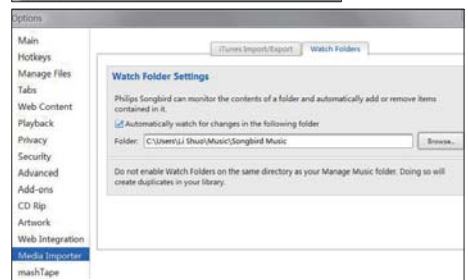 Options
Main
Hotkeys
Manage Files
Tabs
Web Content
Playback
Privacy
Security
Advanced
Add-ons
CD Rip
Artwork
Web Integration
Media Importer
mashTape
iTunes Import/Export
Watch Folders
Watch Folder Settings
Philips Songbird can monitor the contents of a folder and automatically add or remove items
contained in it.
Automatically watch for changes in the following folder
Folder: C:\Users\Li Shuo\Music\Songbird Music
Browse...
Do not enable Watch Folders on the same directory as your Manage Music folder. Doing so will
create duplicates in your library.